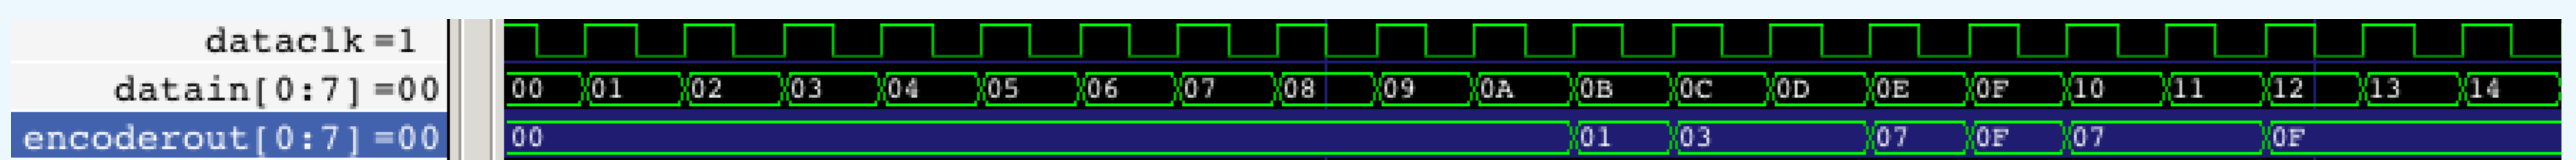 dataclk =1
datain[0:7] =00 00 01 02 03 04 05 06 07 08 09 0A 0B 0C 0D 0E 0F 10 11 12 13 14
encoderout[0:7] =00 00 01 03 07 0F 07 0F